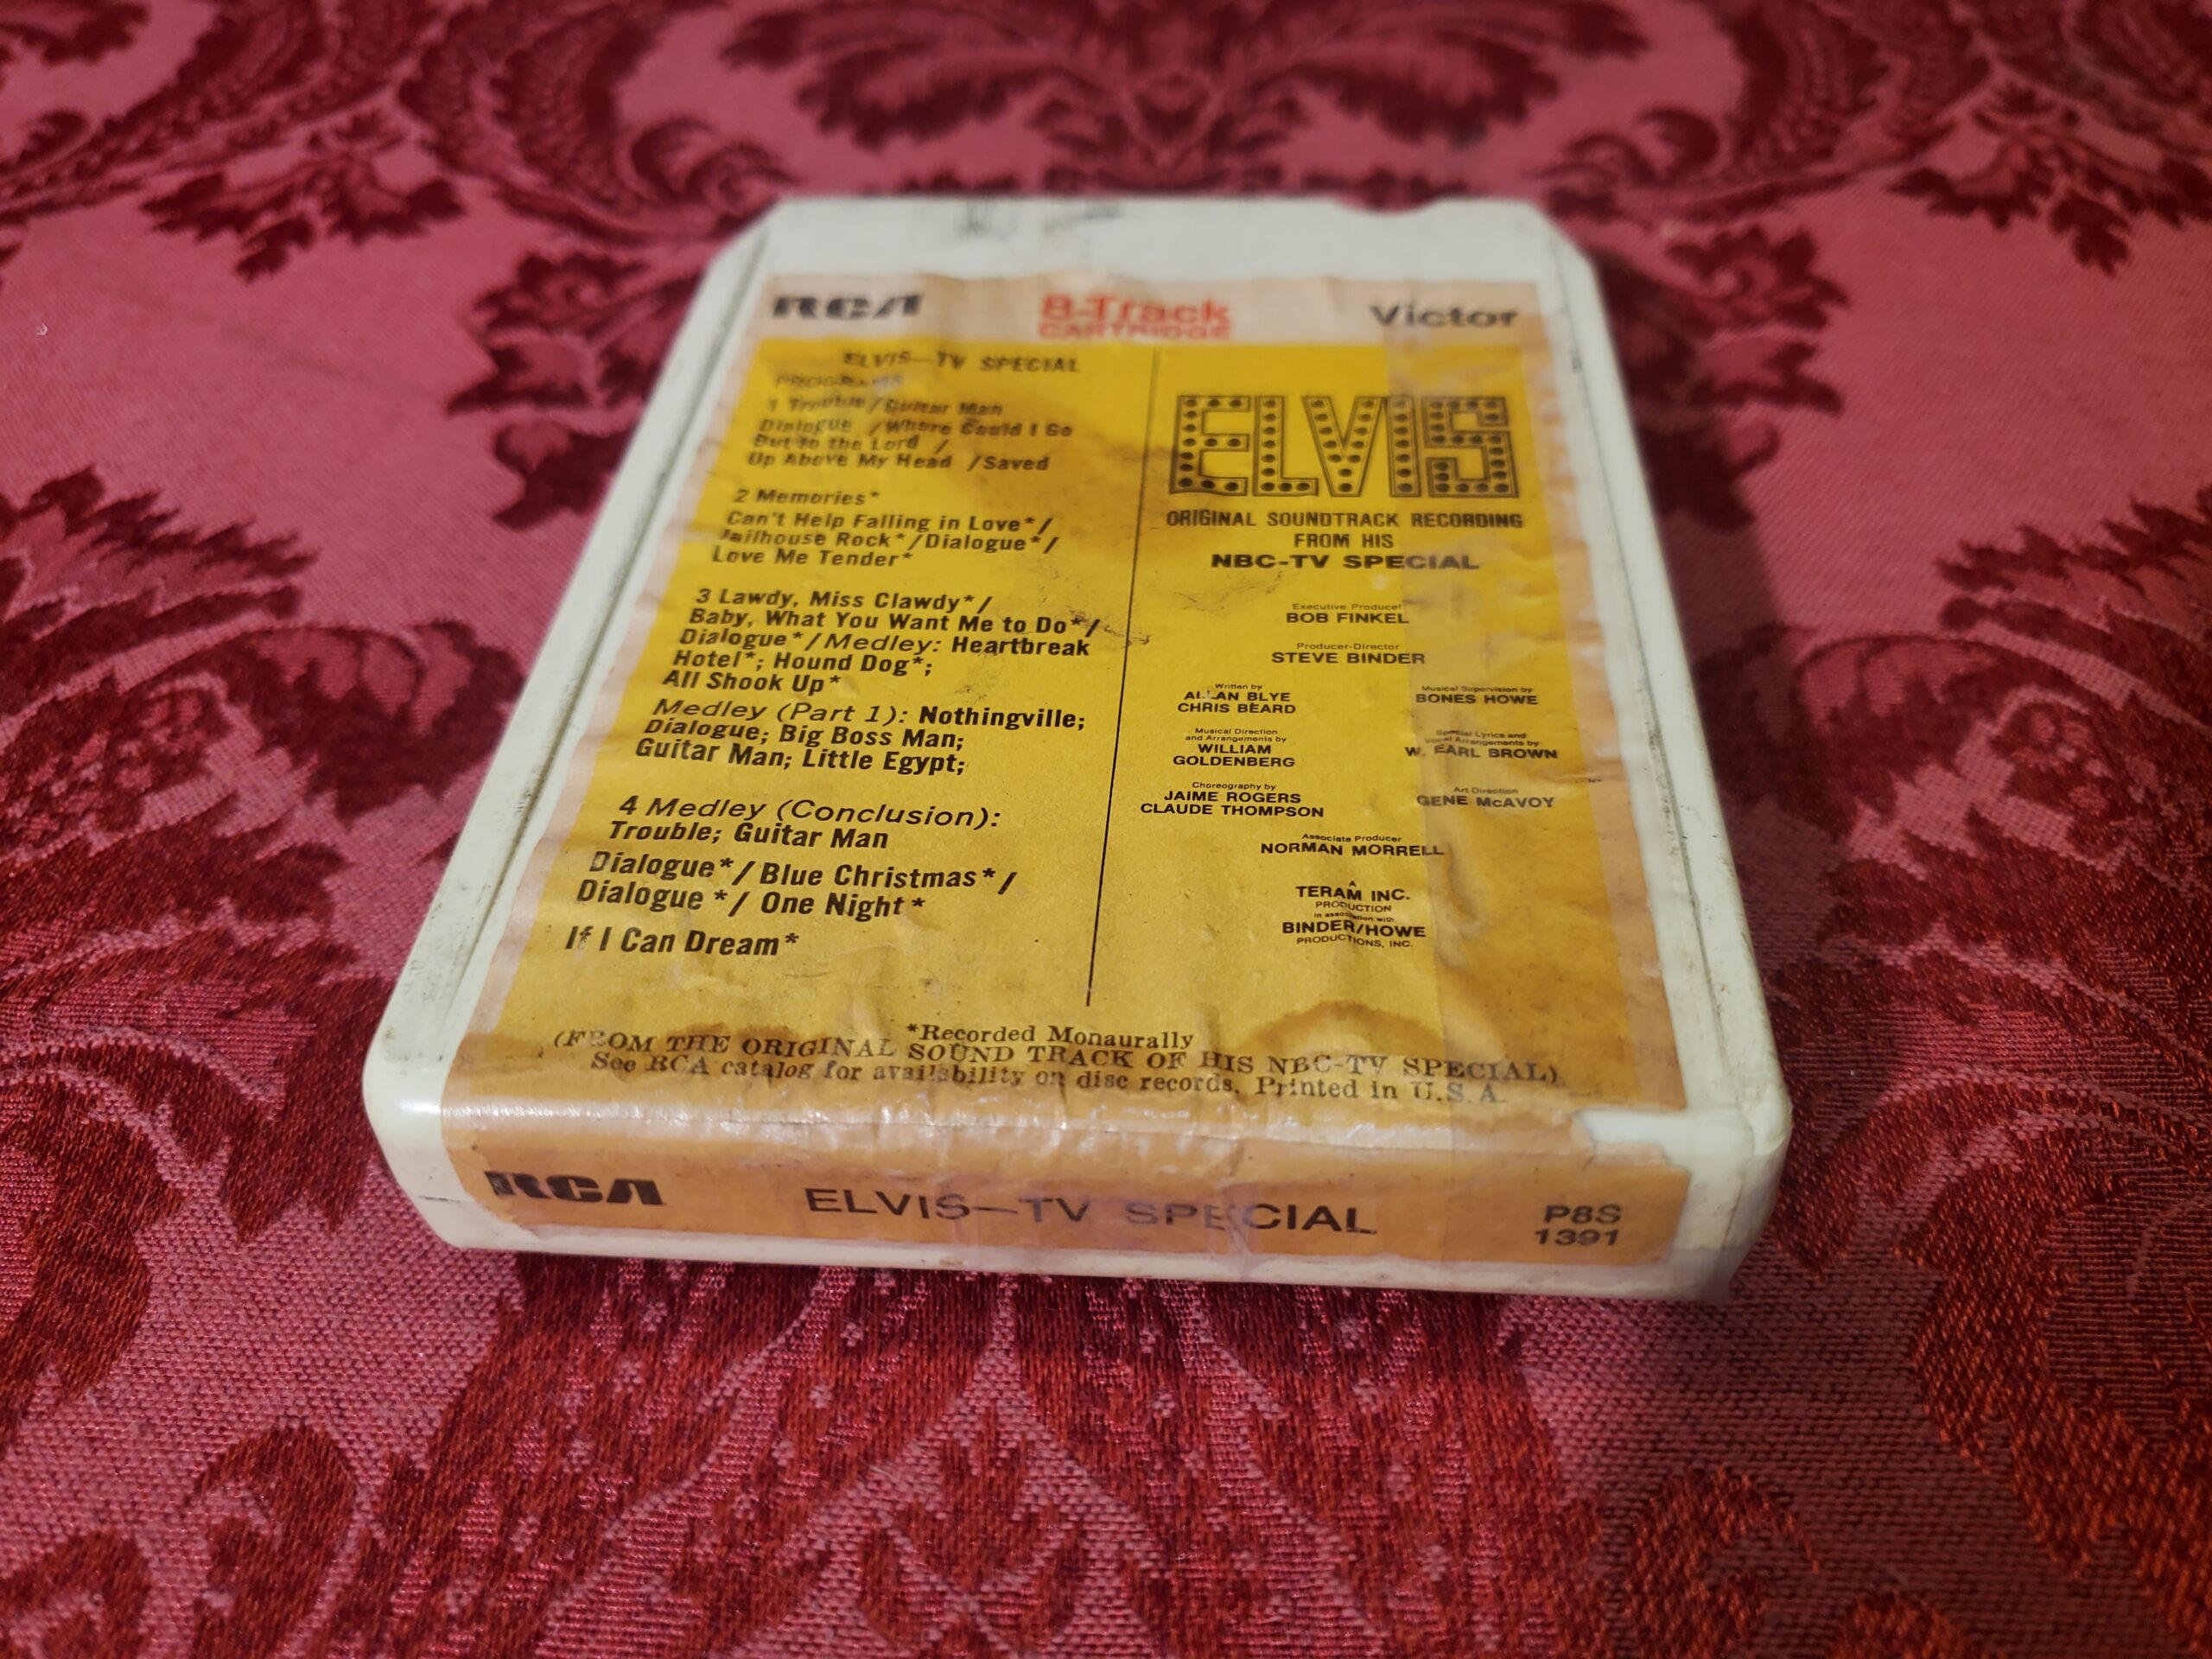 RCA
8-Track
CARTRIDGE
Victor
ELVIS—TV SPECIAL
PROGRAMS
1 Trouble/Guitar Man
Dialogue /Where Could I Go
But to the Lord /
Up Above My Head /Saved
2 Memories*
Can't Help Falling in Love*/
Jailhouse Rock*/Dialogue*/
Love Me Tender*
3 Lawdy, Miss Clawdy*/
Baby, What You Want Me to Do*/
Dialogue*/Medley: Heartbreak
Hotel*; Hound Dog*;
All Shook Up*
Medley (Part 1): Nothingville;
Dialogue; Big Boss Man;
Guitar Man; Little Egypt;
4 Medley (Conclusion):
Trouble; Guitar Man
Dialogue*/Blue Christmas*/
Dialogue*/ One Night*
If I Can Dream*
ELVIS
ORIGINAL SOUNDTRACK RECORDING
FROM HIS
NBC-TV SPECIAL
Executive Producer
BOB FINKEL
Producer-Director
STEVE BINDER
Written by
ALLAN BLYE
CHRIS BEARD
Musical Supervision by
BONES HOWE
Musical Direction
and Arrangements by
WILLIAM
GOLDENBERG
Special Lyrics and
Vocal Arrangements by
W. EARL BROWN
Choreography by
JAIME ROGERS
CLAUDE THOMPSON
Art Direction
GENE McAVOY
Associate Producer
NORMAN MORRELL
A
TERAM INC.
PRODUCTION
in association with
BINDER/HOWE
PRODUCTIONS, INC.
*Recorded Monaurally
(FROM THE ORIGINAL SOUND TRACK OF HIS NBC-TV SPECIAL)
See RCA catalog for availability on disc records. Printed in U.S.A.
RCA
ELVIS—TV SPECIAL
P8S
1391